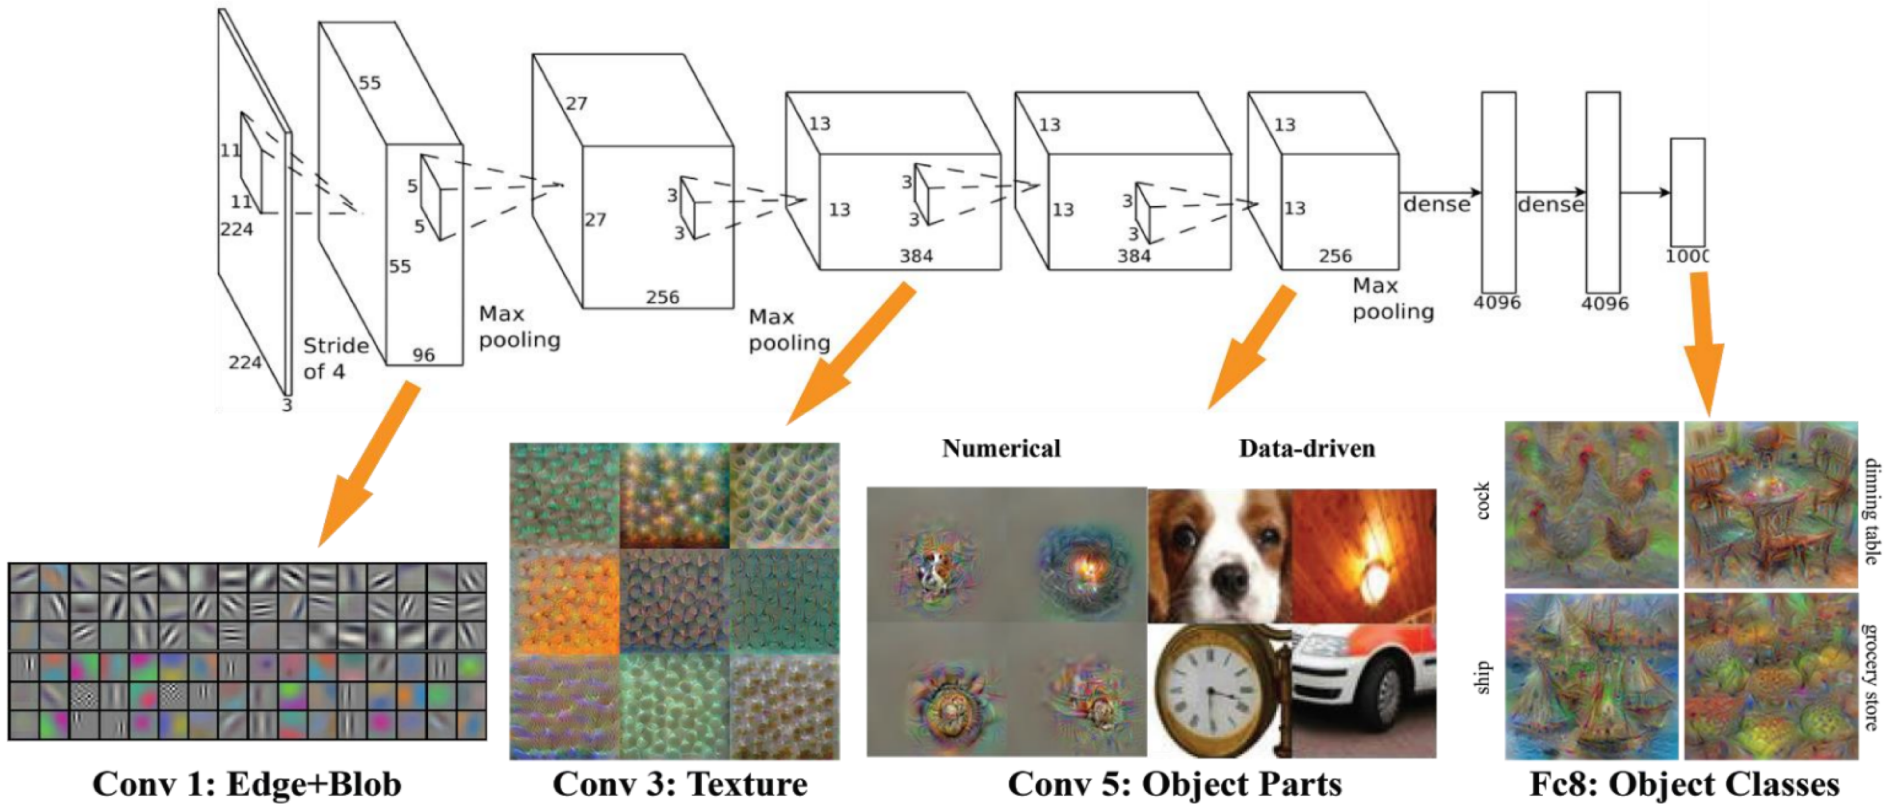 55
27
13
13
13
11
5
3
3
3
11
5
3
3
3
224
55
27
13
13
13
dense
dense
96
256
384
384
256
4096
4096
1000
224
3
Stride
of 4
Max
pooling
Max
pooling
Max
pooling
Numerical
Data-driven
cock
dinning table
ship
grocery store
Conv 1: Edge+Blob
Conv 3: Texture
Conv 5: Object Parts
Fc8: Object Classes